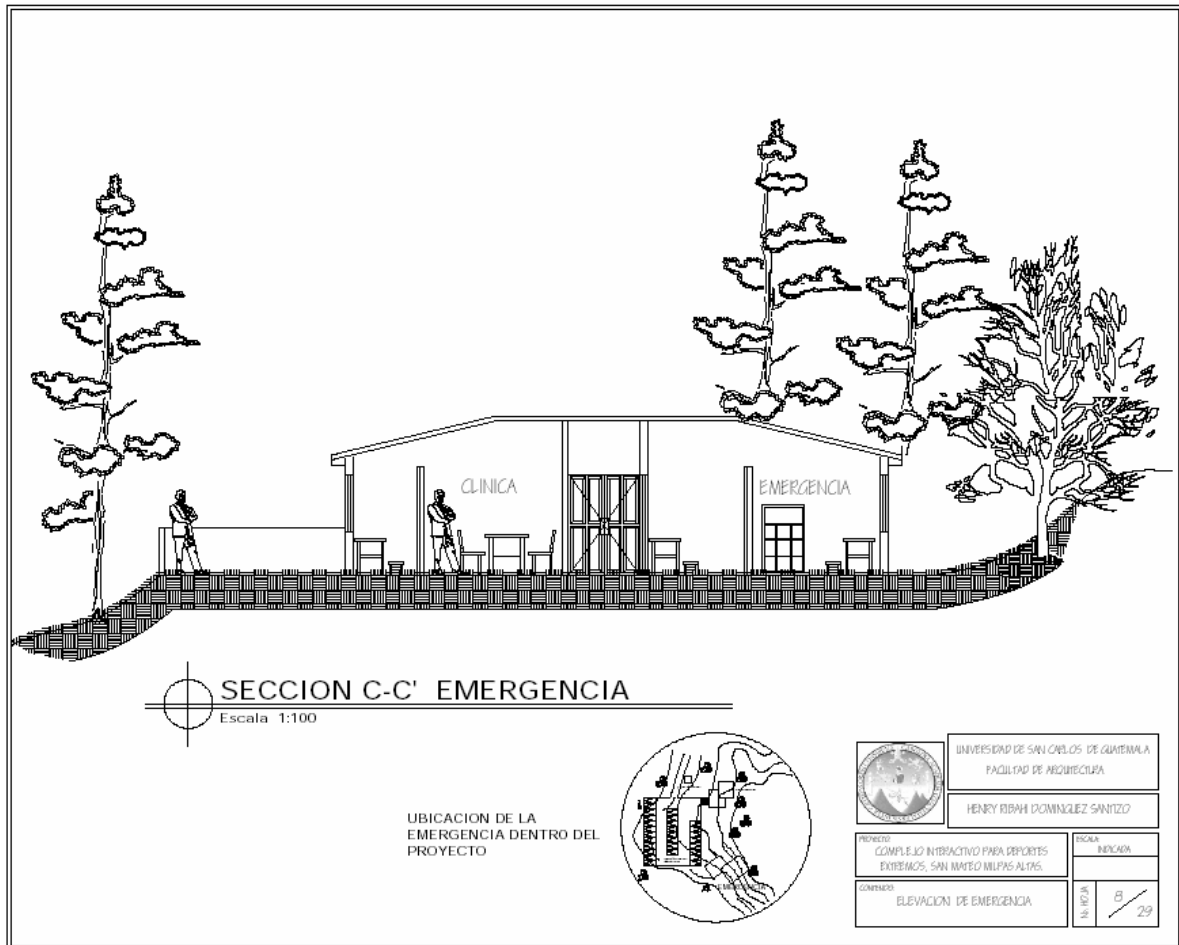 CLINICA
EMERGENCIA
SECCION C-C' EMERGENCIA
Escala 1:100
UBICACION DE LA
EMERGENCIA DENTRO DEL
PROYECTO
EMERGENCIA
UNIVERSIDAD DE SAN CARLOS DE GUATEMALA
FACULTAD DE ARQUITECTURA
HENRY RIBAHI DOMINGUEZ SANTIZO
PROYECTO:
COMPLEJO INTERACTIVO PARA DEPORTES
EXTREMOS, SAN MATEO MILPAS ALTAS.
ESCALA:
INDICADA
CONTENIDO:
ELEVACION DE EMERGENCIA
No. HOJA
8/29